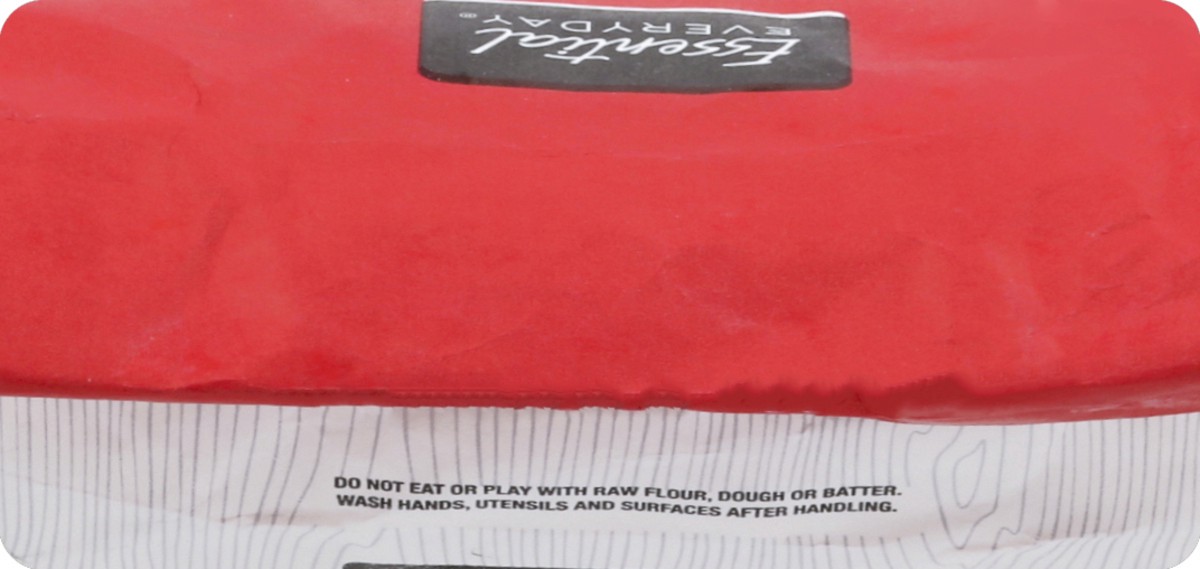 Essential
EVERYDAY®
DO NOT EAT OR PLAY WITH RAW FLOUR, DOUGH OR BATTER.
WASH HANDS, UTENSILS AND SURFACES AFTER HANDLING.